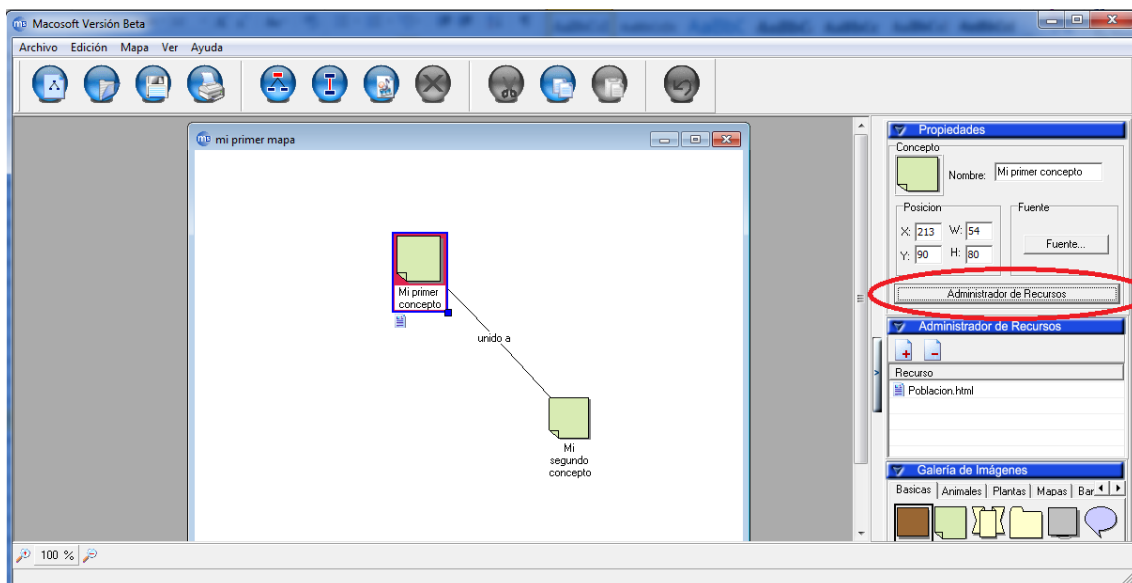 Macosoft Versión Beta
Archivo Edición Mapa Ver Ayuda
mi primer mapa
Mi primer
concepto
unido a
Mi
segundo
concepto
Propiedades
Concepto
Nombre: Mi primer concepto
Posicion
X: 213 W: 54
Y: 90 H: 80
Fuente
Fuente...
Administrador de Recursos
Administrador de Recursos
Recurso
Poblacion.html
Galería de Imágenes
Basicas Animales Plantas Mapas Bar
100 %